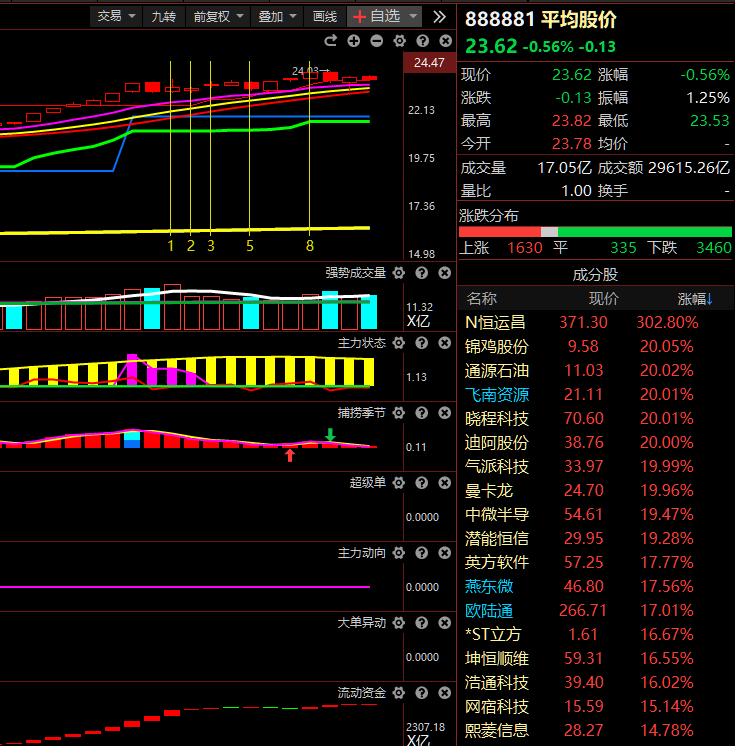 交易 九转 前复权 叠加 画线 +自选 >>
888881 平均股价
23.62 -0.56% -0.13
24.47
24.03→
22.13
19.75
17.36
14.98
1 2 3 5 8
现价 23.62 涨幅 -0.56%
涨跌 -0.13 振幅 1.25%
最高 23.82 最低 23.53
今开 23.78 均价 -
成交量 17.05亿 成交额 29615.26亿
量比 1.00 换手 -
涨跌分布
上涨 1630 平 335 下跌 3460
成分股
名称 现价 涨幅↓
N恒运昌 371.30 302.80%
锦鸡股份 9.58 20.05%
通源石油 11.03 20.02%
飞南资源 21.11 20.01%
晓程科技 70.60 20.01%
迪阿股份 38.76 20.00%
气派科技 33.97 19.99%
曼卡龙 24.70 19.96%
中微半导 54.61 19.47%
潜能恒信 29.95 19.28%
英方软件 57.25 17.77%
燕东微 46.80 17.56%
欧陆通 266.71 17.01%
*ST立方 1.61 16.67%
坤恒顺维 59.31 16.55%
浩通科技 39.40 16.02%
网宿科技 15.59 15.14%
熙菱信息 28.27 14.78%
强势成交量
11.32
X亿
主力状态
1.13
捕捞季节
0.11
超级单
0.0000
主力动向
0.0000
大单异动
0.0000
流动资金
2307.18
X亿